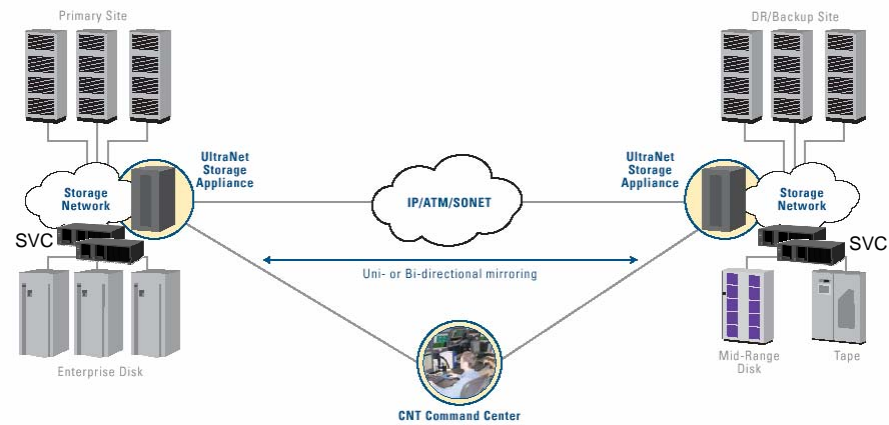 Primary Site
DR/Backup Site
UltraNet
Storage
Appliance
UltraNet
Storage
Appliance
Storage
Network
IP/ATM/SONET
Storage
Network
SVC
SVC
Uni- or Bi-directional mirroring
Enterprise Disk
Mid-Range
Disk
Tape
CNT Command Center